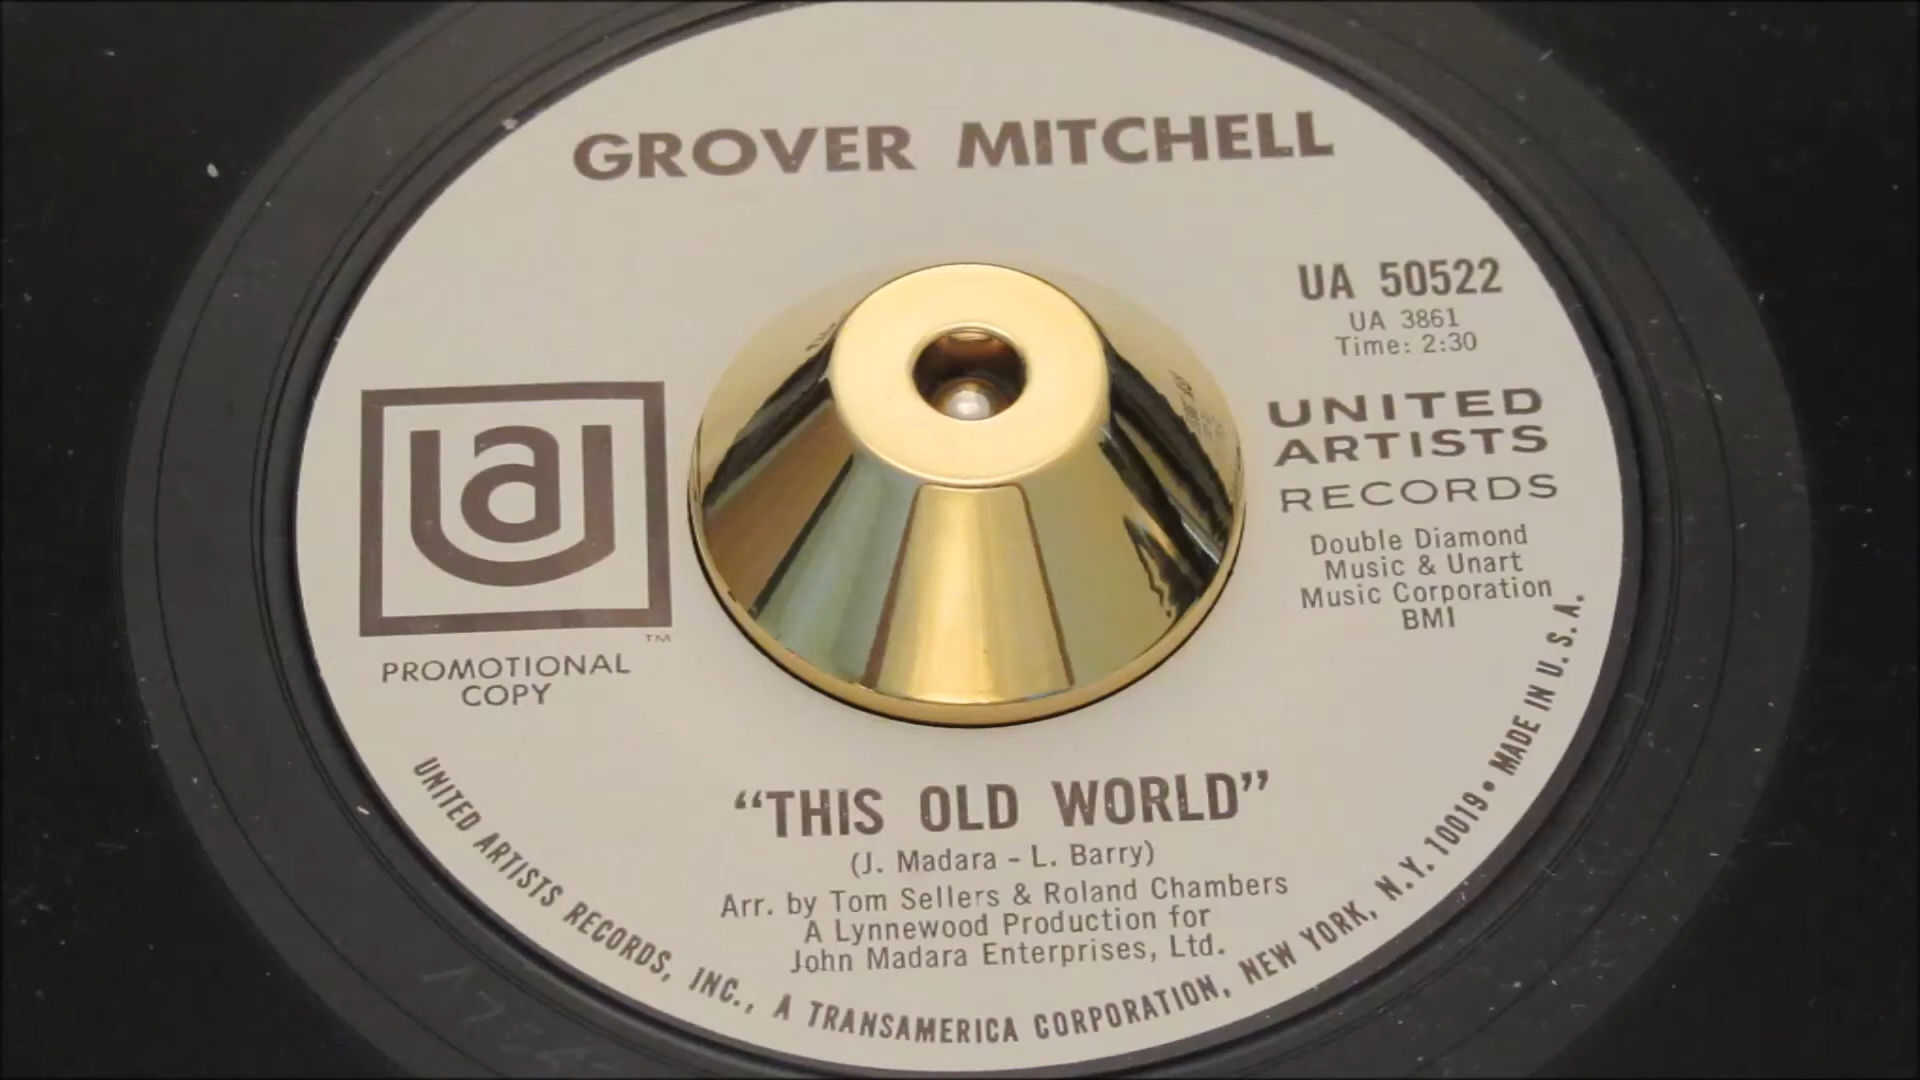 GROVER MITCHELL
UA 50522
UA 3861
Time: 2:30
UNITED
ARTISTS
RECORDS
Double Diamond
Music & Unart
Music Corporation
BMI
ua
TM
PROMOTIONAL
COPY
“THIS OLD WORLD”
(J. Madara - L. Barry)
Arr. by Tom Sellers & Roland Chambers
A Lynnewood Production for
John Madara Enterprises, Ltd.
UNITED ARTISTS RECORDS, INC., A TRANSAMERICA CORPORATION, NEW YORK, N.Y. 10019 • MADE IN U.S.A.